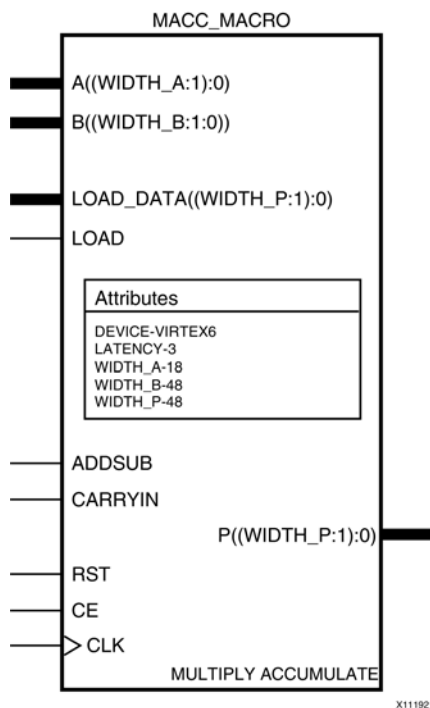 MACC_MACRO
A((WIDTH_A:1):0)
B((WIDTH_B:1:0))
LOAD_DATA((WIDTH_P:1):0)
LOAD
Attributes
DEVICE-VIRTEX6
LATENCY-3
WIDTH_A-18
WIDTH_B-48
WIDTH_P-48
ADDSUB
CARRYIN
P((WIDTH_P:1):0)
RST
CE
CLK
MULTIPLY ACCUMULATE
X11192